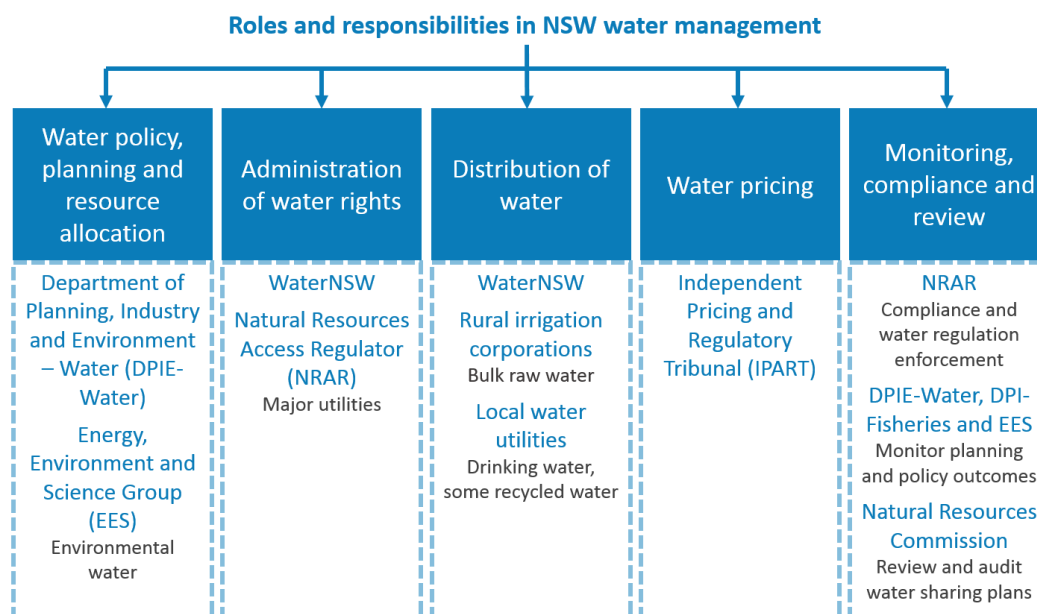 Roles and responsibilities in NSW water management
Water policy,
planning and
resource
allocation
Department of
Planning, Industry
and Environment
– Water (DPIE-
Water)
Energy,
Environment and
Science Group
(EES)
Environmental
water
Administration
of water rights
WaterNSW
Natural Resources
Access Regulator
(NRAR)
Major utilities
Distribution of
water
WaterNSW
Rural irrigation
corporations
Bulk raw water
Local water
utilities
Drinking water,
some recycled water
Water pricing
Independent
Pricing and
Regulatory
Tribunal (IPART)
Monitoring,
compliance and
review
NRAR
Compliance and
water regulation
enforcement
DPIE-Water, DPI-
Fisheries and EES
Monitor planning
and policy outcomes
Natural Resources
Commission
Review and audit
water sharing plans